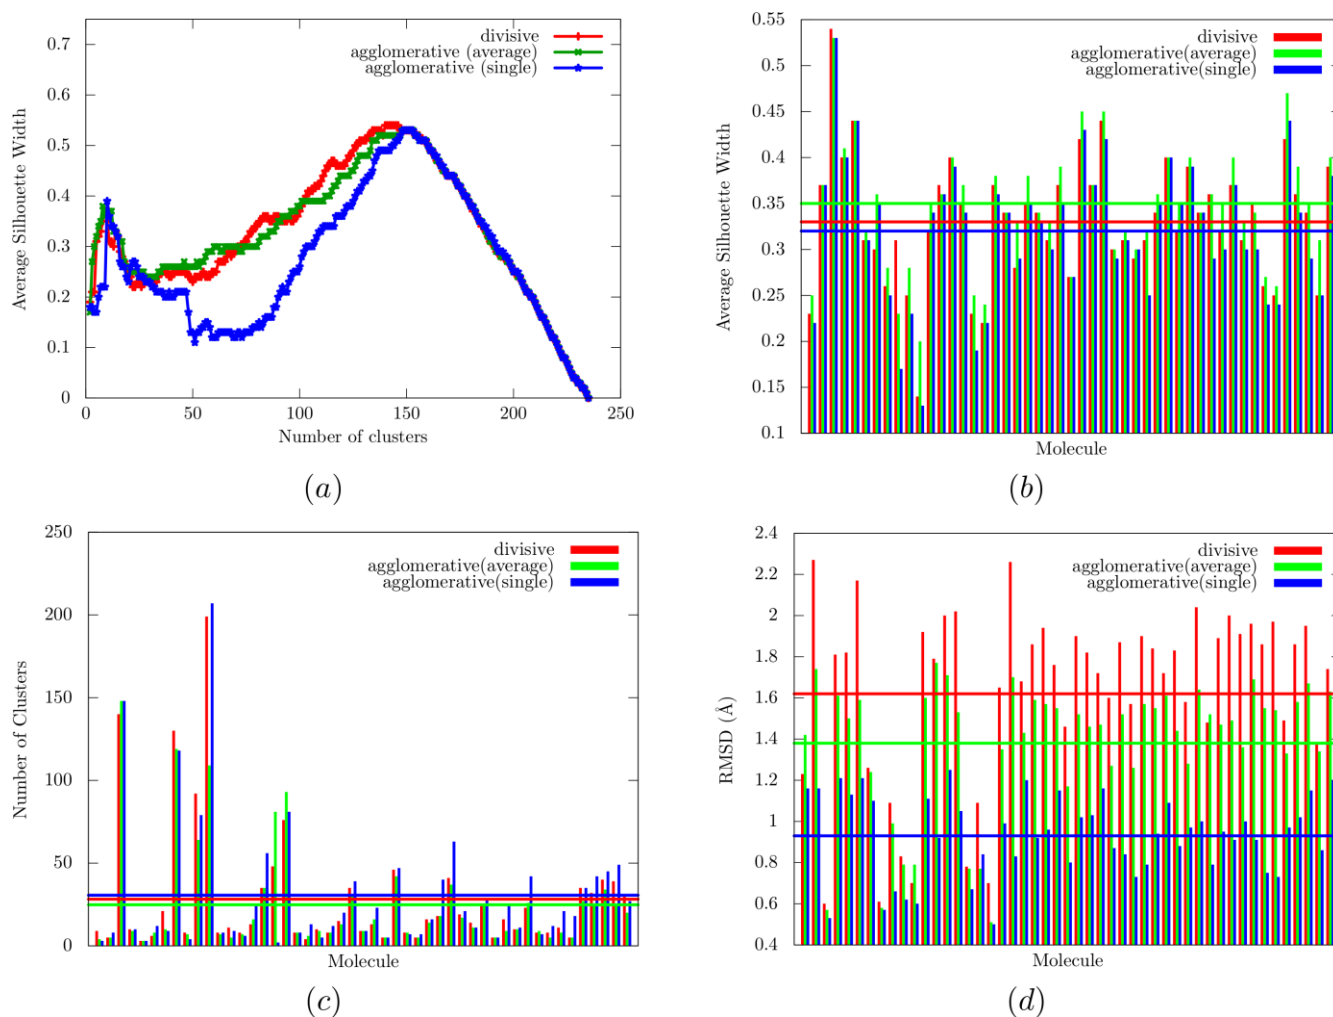 0.7
0.6
0.5
0.4
0.3
0.2
0.1
0
Average Silhouette Width
divisive
agglomerative (average)
agglomerative (single)
0 50 100 150 200 250
Number of clusters
(a)
0.55
0.5
0.45
0.4
0.35
0.3
0.25
0.2
0.15
0.1
Average Silhouette Width
divisive
agglomerative(average)
agglomerative(single)
Molecule
(b)
250
200
150
100
50
0
Number of Clusters
divisive
agglomerative(average)
agglomerative(single)
Molecule
(c)
2.4
2.2
2
1.8
1.6
1.4
1.2
1
0.8
0.6
0.4
RMSD (Å)
divisive
agglomerative(average)
agglomerative(single)
Molecule
(d)